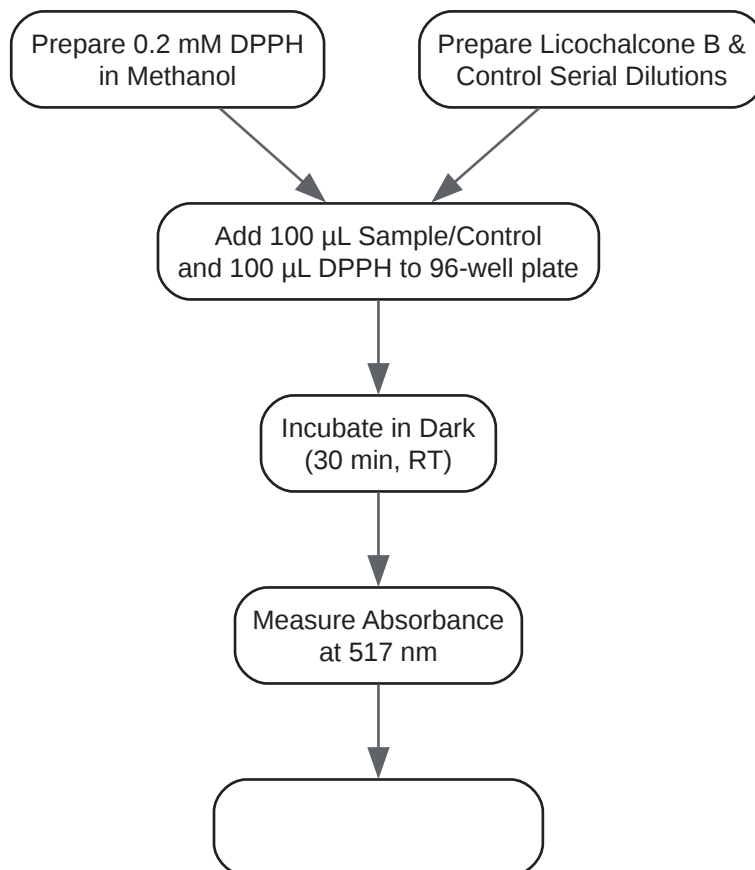 Prepare 0.2 mM DPPH
in Methanol
Prepare Licochalcone B &
Control Serial Dilutions
Add 100 µL Sample/Control
and 100 µL DPPH to 96-well plate
Incubate in Dark
(30 min, RT)
Measure Absorbance
at 517 nm